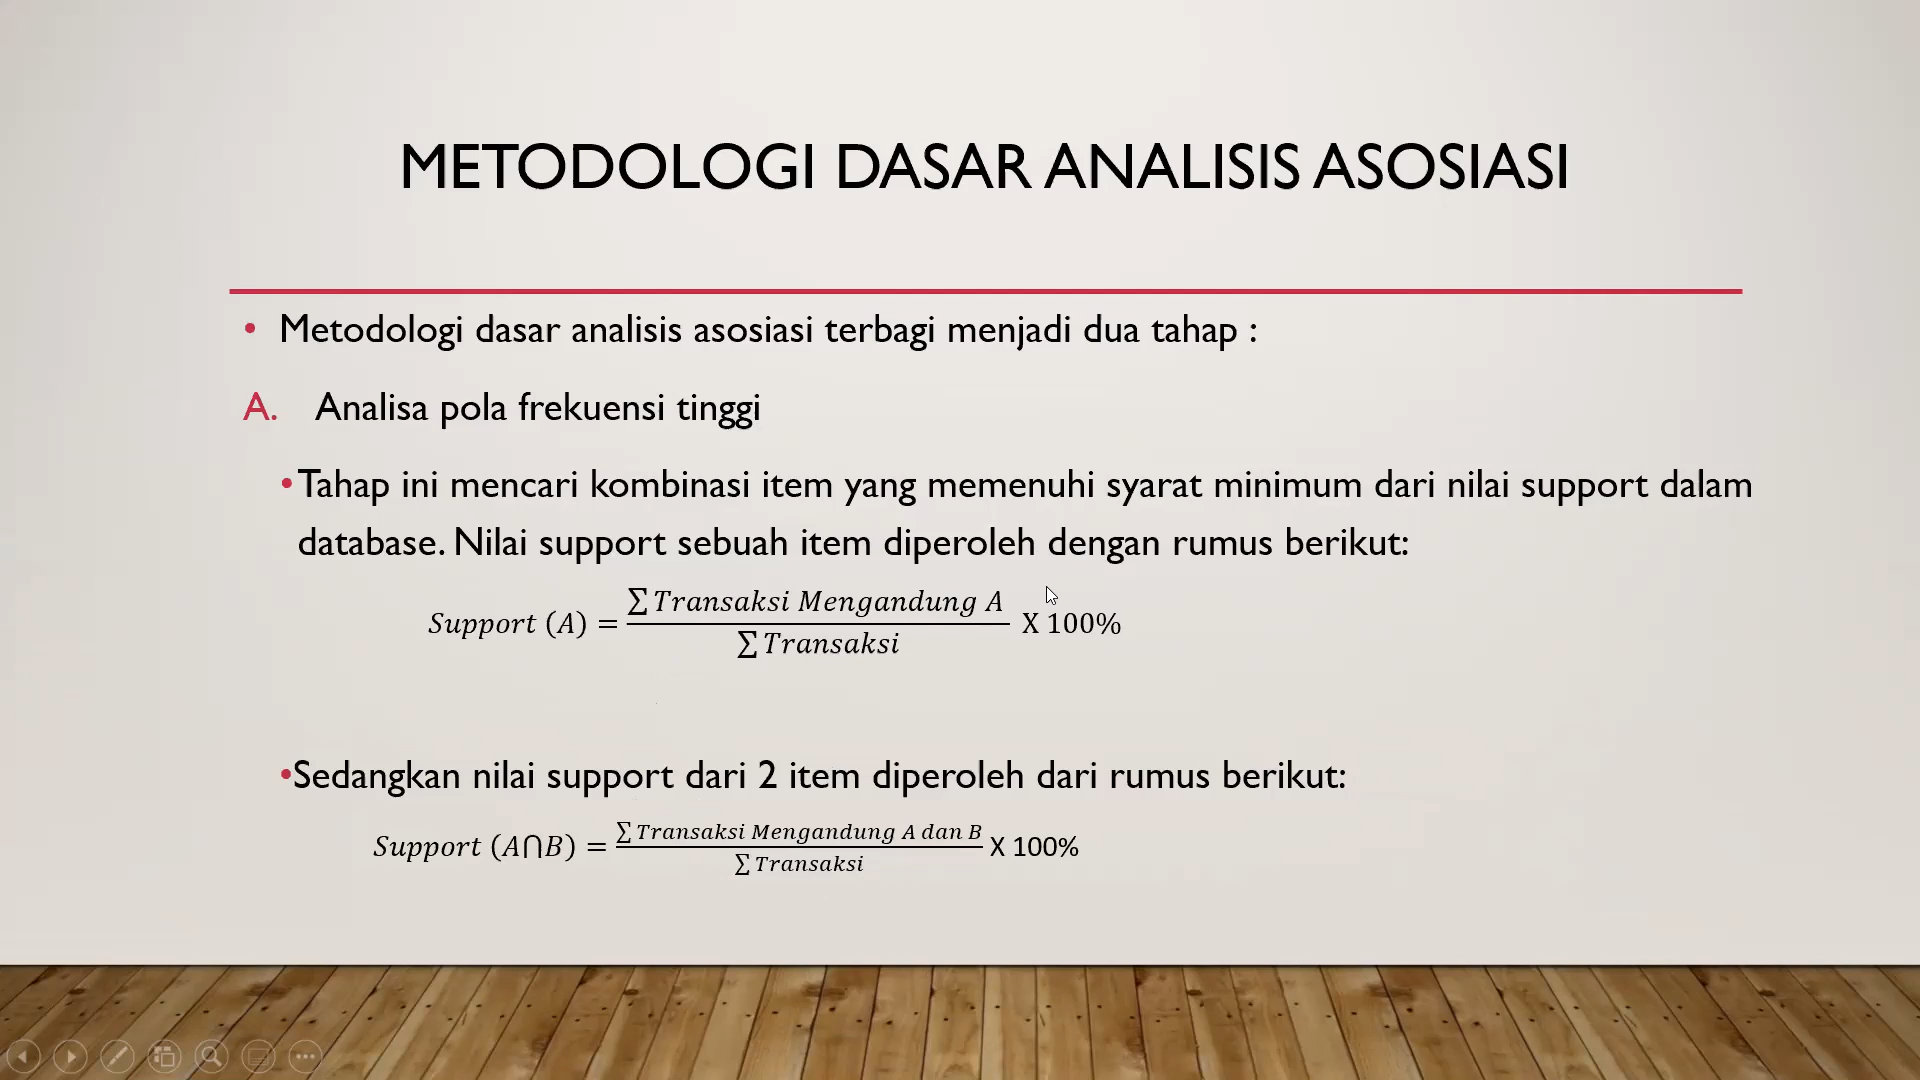 METODOLOGI DASAR ANALISIS ASOSIASI
• Metodologi dasar analisis asosiasi terbagi menjadi dua tahap :
A. Analisa pola frekuensi tinggi
•Tahap ini mencari kombinasi item yang memenuhi syarat minimum dari nilai support dalam
database. Nilai support sebuah item diperoleh dengan rumus berikut:
Support (A) = ∑ Transaksi Mengandung A / ∑ Transaksi X 100%
•Sedangkan nilai support dari 2 item diperoleh dari rumus berikut:
Support (A⋂B) = ∑ Transaksi Mengandung A dan B / ∑ Transaksi X 100%